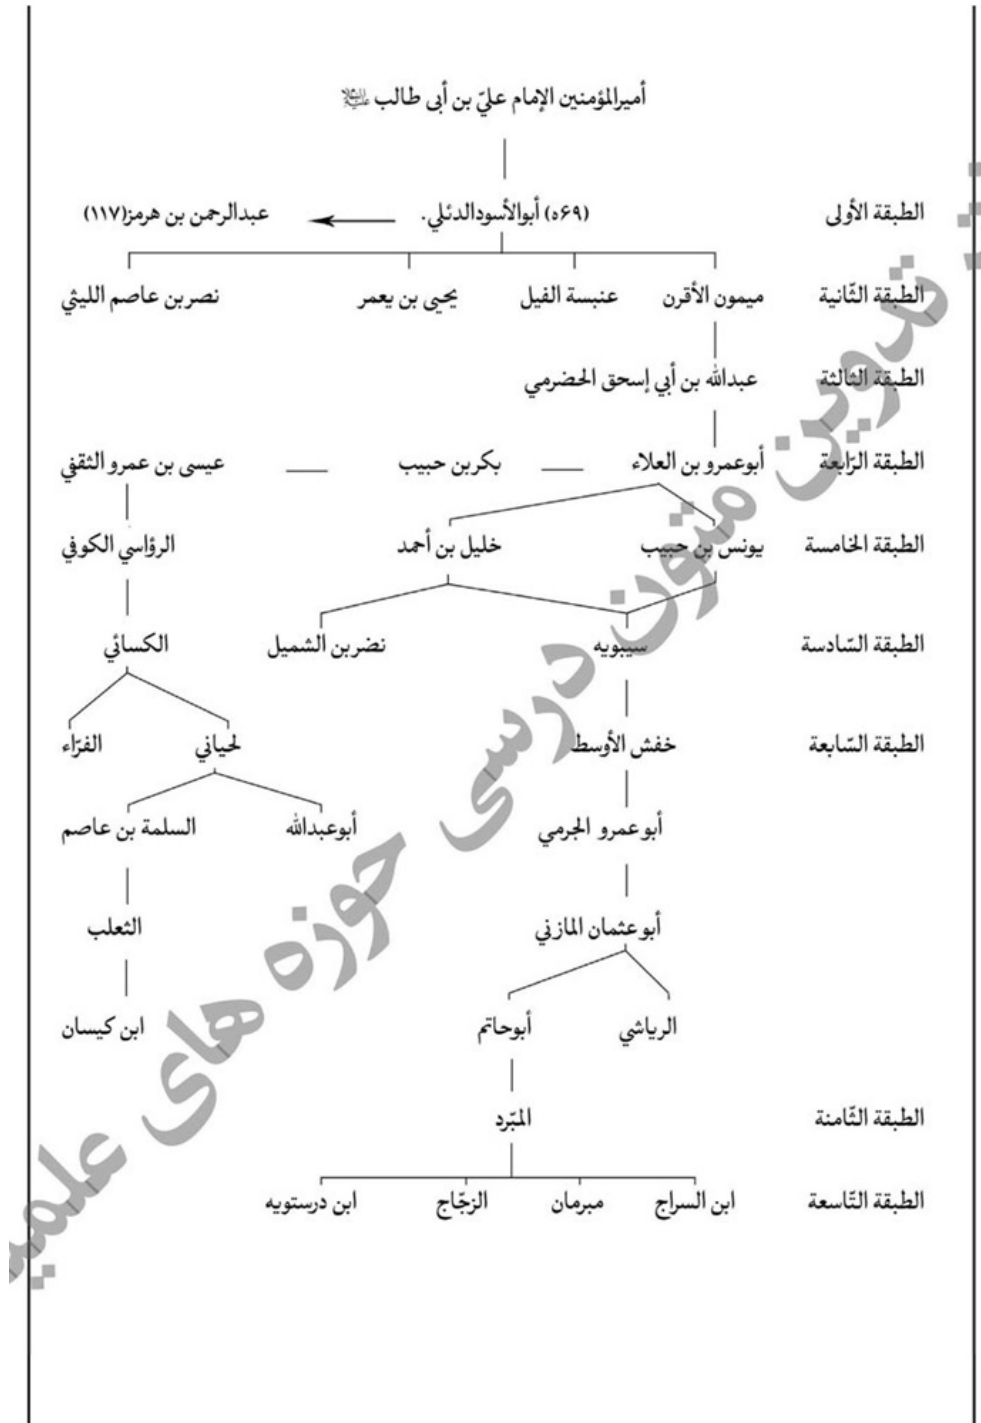 أميرالمؤمنين الإمام عليّ بن أبى طالب عليه السلام
الطبقة الأولى (٦٩ه) أبوالأسودالدئلي. عبدالرحمن بن هرمز(١١٧)
الطبقة الثّانية ميمون الأقرن عنبسة الفيل يحيى بن يعمر نصربن عاصم الليثي
الطبقة الثالثة عبدالله بن أبي إسحق الحضرمي
الطبقة الرّابعة أبوعمرو بن العلاء بكربن حبيب عيسى بن عمرو الثقفي
الطبقة الخامسة يونس بن حبيب خليل بن أحمد الرؤاسي الكوفي
الطبقة السّادسة سيبويه نضربن الشميل الكسائي
الطبقة السّابعة خفش الأوسط لحياني الفرّاء
أبوعمرو الجرمي أبوعبدالله السلمة بن عاصم
أبوعثمان المازني الثعلب
الرياشي أبوحاتم ابن كيسان
الطبقة الثّامنة المبّرد
الطبقة التّاسعة ابن السراج مبرمان الزجّاج ابن درستويه
تدوین متون درسی حوزه های علمیه